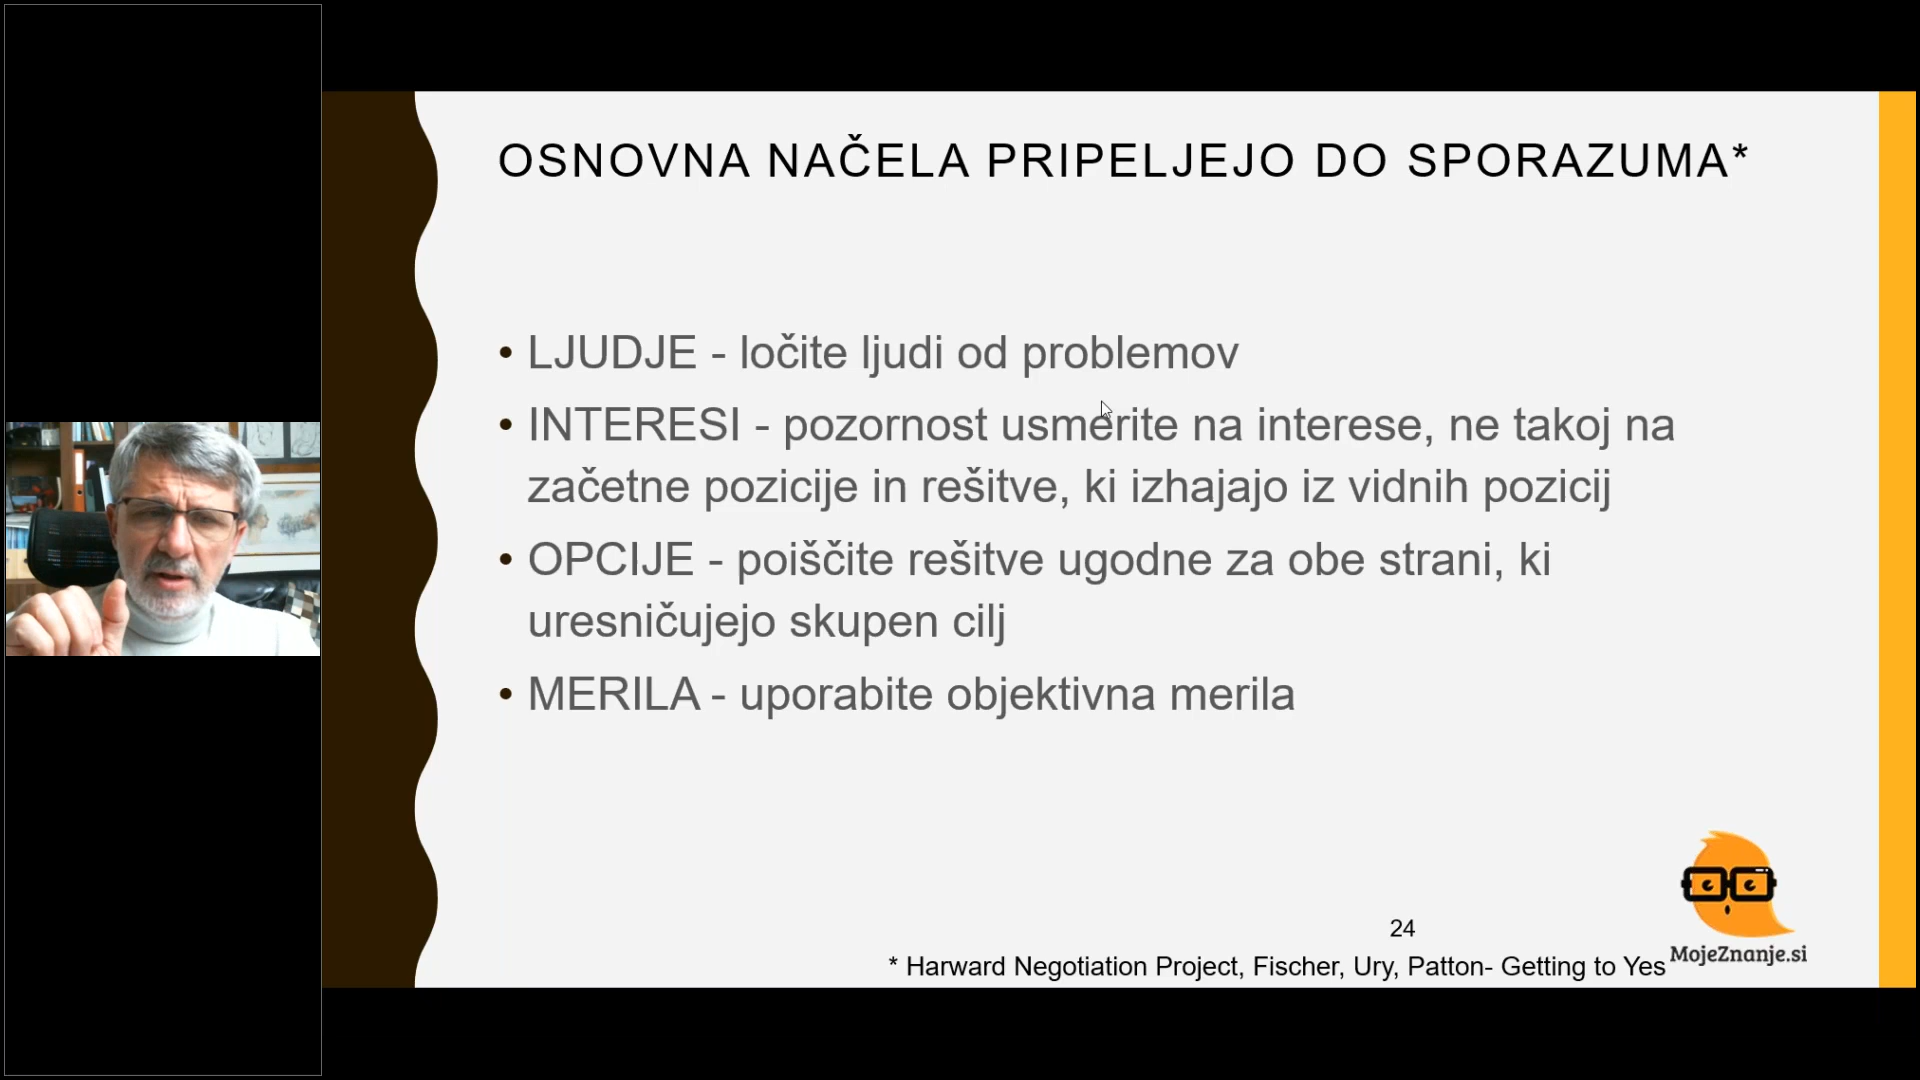 OSNOVNA NAČELA PRIPELJEJO DO SPORAZUMA*
• LJUDJE - ločite ljudi od problemov
• INTERESI - pozornost usmerite na interese, ne takoj na
začetne pozicije in rešitve, ki izhajajo iz vidnih pozicij
• OPCIJE - poiščite rešitve ugodne za obe strani, ki
uresničujejo skupen cilj
• MERILA - uporabite objektivna merila
24
* Harward Negotiation Project, Fischer, Ury, Patton- Getting to Yes
MojeZnanje.si